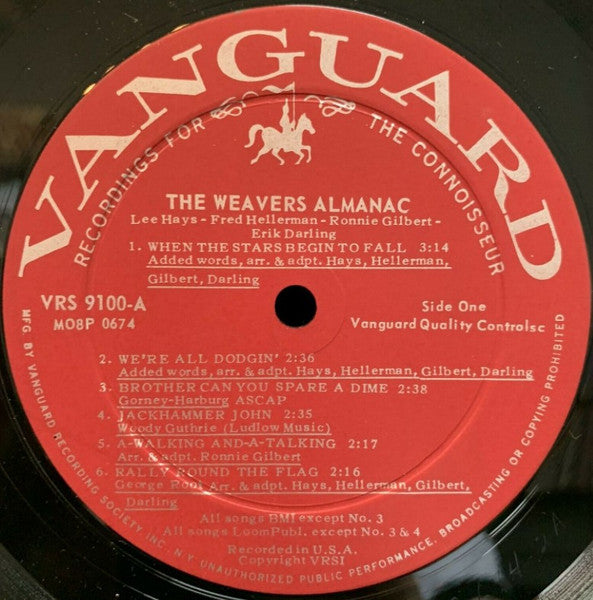 VANGUARD
RECORDINGS FOR THE CONNOISSEUR
THE WEAVERS ALMANAC
Lee Hays - Fred Hellerman - Ronnie Gilbert -
Erik Darling
1. WHEN THE STARS BEGIN TO FALL 3:14
Added words, arr. & adpt. Hays, Hellerman,
Gilbert, Darling
VRS 9100-A
MO8P 0674
Side One
Vanguard Quality Controlsc
2. WE'RE ALL DODGIN' 2:36
Added words, arr. & adpt. Hays, Hellerman, Gilbert, Darling
3. BROTHER CAN YOU SPARE A DIME 2:38
Gorney-Harburg ASCAP
4. JACKHAMMER JOHN 2:35
Woody Guthrie (Ludlow Music)
5. A-WALKING AND-A-TALKING 2:17
Arr. & adpt. Ronnie Gilbert
6. RALLY ROUND THE FLAG 2:16
George Root Arr. & adpt. Hays, Hellerman, Gilbert,
Darling
All songs BMI except No. 3
All songs Loom Publ. except No. 3 & 4
Recorded in U.S.A.
Copyright VRSI
MFG. BY VANGUARD RECORDING SOCIETY INC. N.Y. UNAUTHORIZED PUBLIC PERFORMANCE, BROADCASTING OR COPYING PROHIBITED